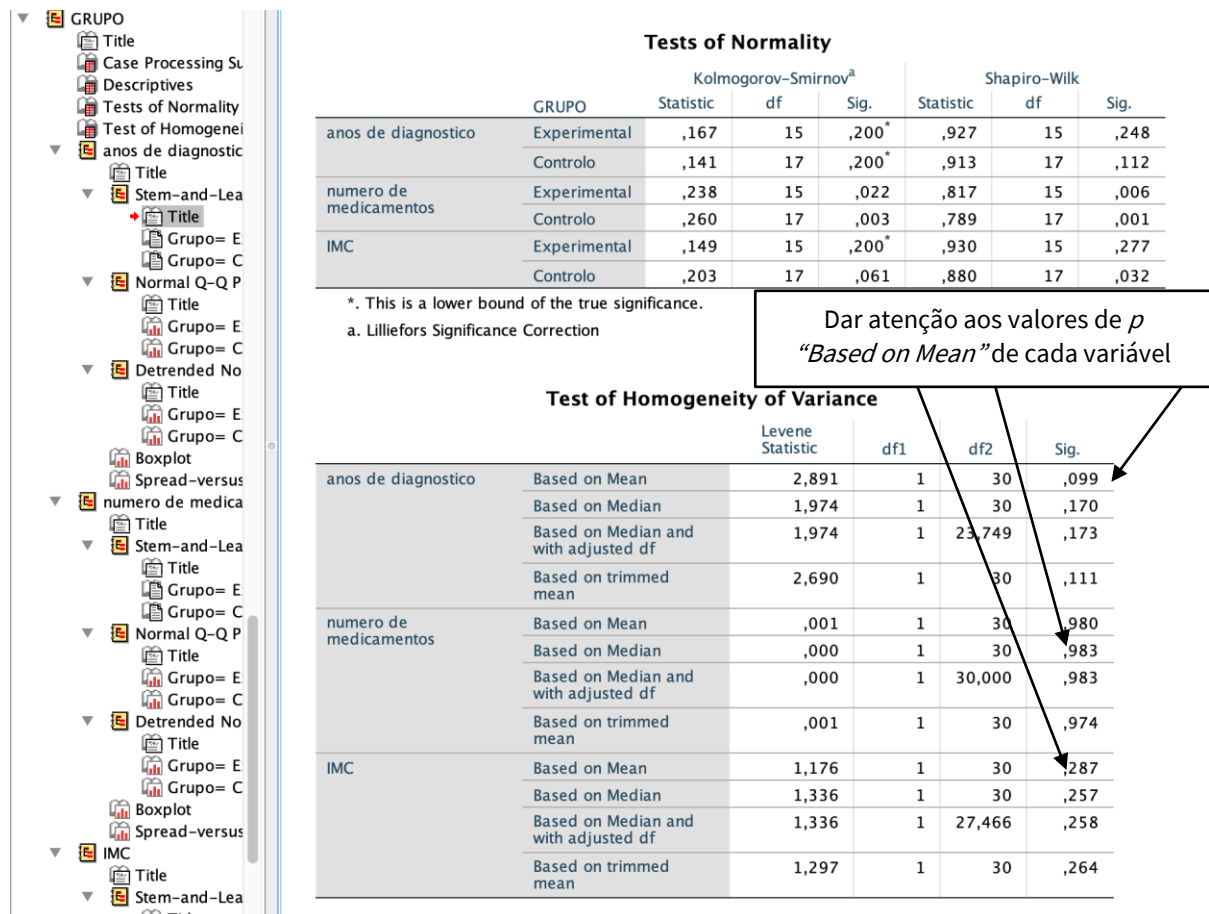 GRUPO
Title
Case Processing Su
Descriptives
Tests of Normality
Test of Homogenei
anos de diagnostic
Title
Stem-and-Lea
Title
Grupo= E
Grupo= C
Normal Q-Q P
Title
Grupo= E
Grupo= C
Detrended No
Title
Grupo= E
Grupo= C
Boxplot
Spread-versus
numero de medica
Title
Stem-and-Lea
Title
Grupo= E
Grupo= C
Normal Q-Q P
Title
Grupo= E
Grupo= C
Detrended No
Title
Grupo= E
Grupo= C
Boxplot
Spread-versus
IMC
Title
Stem-and-Lea
Tests of Normality
Kolmogorov-Smirnov^a Shapiro-Wilk
GRUPO Statistic df Sig. Statistic df Sig.
anos de diagnostico Experimental ,167 15 ,200* ,927 15 ,248
Controlo ,141 17 ,200* ,913 17 ,112
numero de medicamentos Experimental ,238 15 ,022 ,817 15 ,006
Controlo ,260 17 ,003 ,789 17 ,001
IMC Experimental ,149 15 ,200* ,930 15 ,277
Controlo ,203 17 ,061 ,880 17 ,032
*. This is a lower bound of the true significance.
a. Lilliefors Significance Correction
Dar atenção aos valores de p
“Based on Mean” de cada variável
Test of Homogeneity of Variance
Levene Statistic df1 df2 Sig.
anos de diagnostico Based on Mean 2,891 1 30 ,099
Based on Median 1,974 1 30 ,170
Based on Median and with adjusted df 1,974 1 23,749 ,173
Based on trimmed mean 2,690 1 30 ,111
numero de medicamentos Based on Mean ,001 1 30 ,980
Based on Median ,000 1 30 ,983
Based on Median and with adjusted df ,000 1 30,000 ,983
Based on trimmed mean ,001 1 30 ,974
IMC Based on Mean 1,176 1 30 ,287
Based on Median 1,336 1 30 ,257
Based on Median and with adjusted df 1,336 1 27,466 ,258
Based on trimmed mean 1,297 1 30 ,264